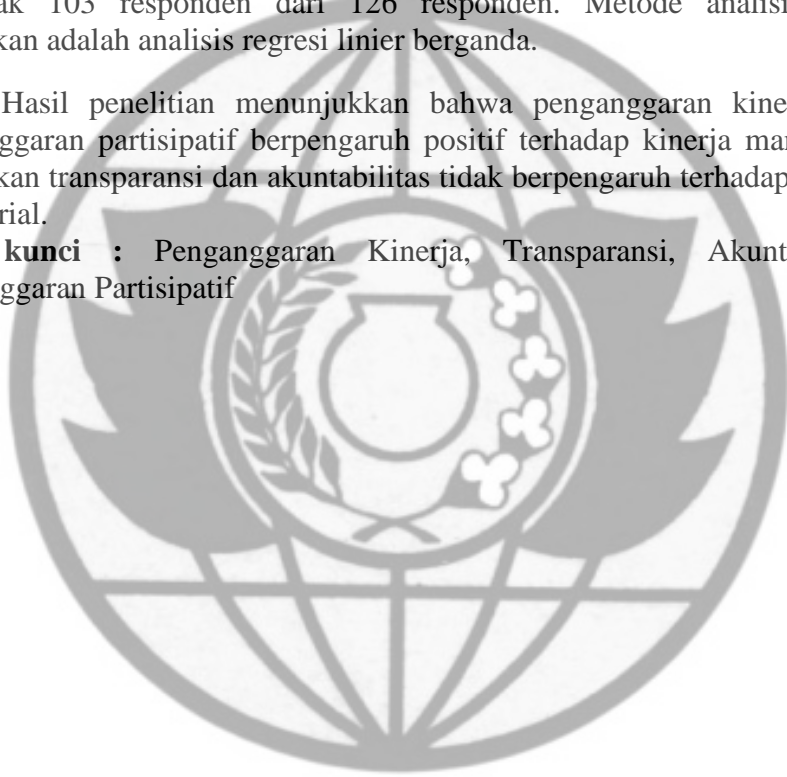 ak 103 responden dari 126 responden. Metode analisi
kan adalah analisis regresi linier berganda.
Hasil penelitian menunjukkan bahwa penganggaran kine
ggaran partisipatif berpengaruh positif terhadap kinerja mar
kan transparansi dan akuntabilitas tidak berpengaruh terhadap
rial.
kunci : Penganggaran Kinerja, Transparansi, Akunt
ggaran Partisipatif